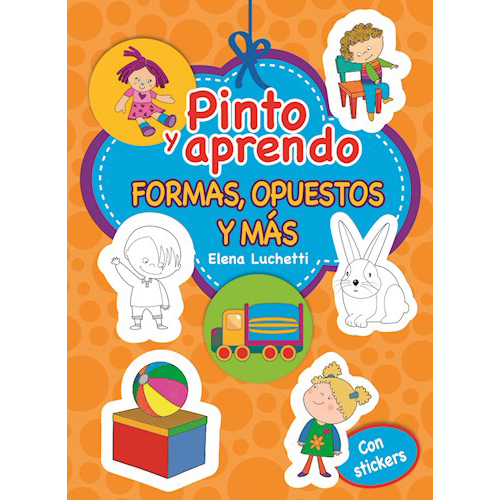 Pinto
y aprendo
FORMAS, OPUESTOS
Y MÁS
Elena Luchetti
Con
stickers